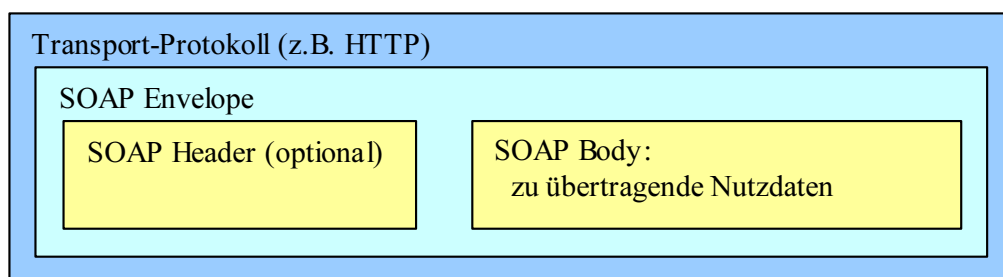 Transport-Protokoll (z.B. HTTP)
SOAP Envelope
SOAP Header (optional)
SOAP Body:
zu übertragende Nutzdaten